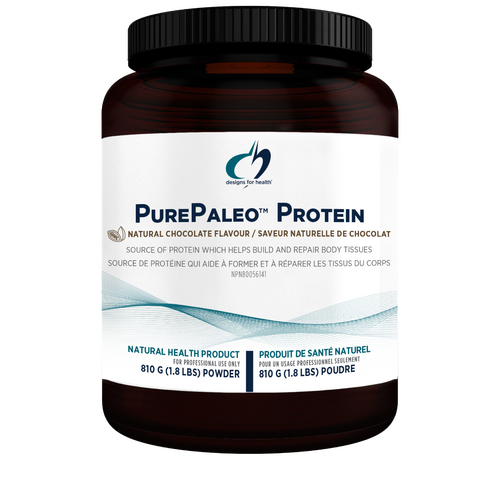 designs for health®
PurePaleo™ Protein
NATURAL CHOCOLATE FLAVOUR / SAVEUR NATURELLE DE CHOCOLAT
SOURCE OF PROTEIN WHICH HELPS BUILD AND REPAIR BODY TISSUES
SOURCE DE PROTÉINE QUI AIDE À FORMER ET À RÉPARER LES TISSUS DU CORPS
NPN80056141
NATURAL HEALTH PRODUCT
FOR PROFESSIONAL USE ONLY
810 G (1.8 LBS) POWDER
PRODUIT DE SANTÉ NATUREL
POUR UN USAGE PROFESSIONNEL SEULEMENT
810 G (1.8 LBS) POUDRE